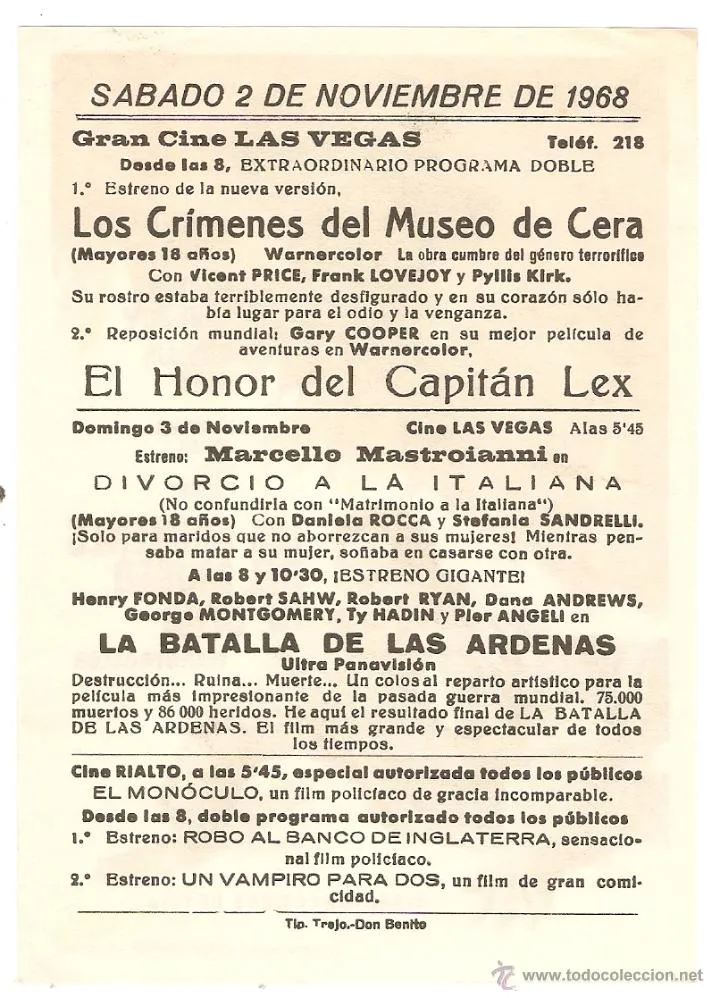 SABADO 2 DE NOVIEMBRE DE 1968
Gran Cine LAS VEGAS Teléf. 218
Desde las 8, EXTRAORDINARIO PROGRAMA DOBLE
1.º Estreno de la nueva versión,
Los Crímenes del Museo de Cera
(Mayores 18 años) Warnercolor La obra cumbre del género terrorífico
Con Vicent PRICE, Frank LOVEJOY y Pyllis Kirk.
Su rostro estaba terriblemente desfigurado y en su corazón sólo ha-
bía lugar para el odio y la venganza.
2.º Reposición mundial: Gary COOPER en su mejor película de
aventuras en Warnercolor,
El Honor del Capitán Lex
Domingo 3 de Noviembre Cine LAS VEGAS Alas 5'45
Estreno: Marcello Mastroianni en
DIVORCIO A LA ITALIANA
(No confundirla con "Matrimonio a la Italiana")
(Mayores 18 años) Con Daniela ROCCA y Stefania SANDRELLI.
¡Solo para maridos que no aborrezcan a sus mujeres! Mientras pen-
saba matar a su mujer, soñaba en casarse con otra.
A las 8 y 10'30, ¡ESTRENO GIGANTE!
Henry FONDA, Robert SAHW, Robert RYAN, Dana ANDREWS,
George MONTGOMERY, Ty HADIN y Pier ANGELI en
LA BATALLA DE LAS ARDENAS
Ultra Panavisión
Destrucción... Ruina... Muerte... Un colosal reparto artístico para la
película más impresionante de la pasada guerra mundial. 75.000
muertos y 86 000 heridos. He aquí el resultado final de LA BATALLA
DE LAS ARDENAS. El film más grande y espectacular de todos
los tiempos.
Cine RIALTO, a las 5'45, especial autorizada todos los públicos
EL MONÓCULO, un film policíaco de gracia incomparable.
Desde las 8, doble programa autorizado todos los públicos
1.º Estreno: ROBO AL BANCO DE INGLATERRA, sensacio-
nal film policíaco.
2.º Estreno: UN VAMPIRO PARA DOS, un film de gran comi-
cidad.
Tip. Trejo.-Don Benito
www.todocoleccion.net